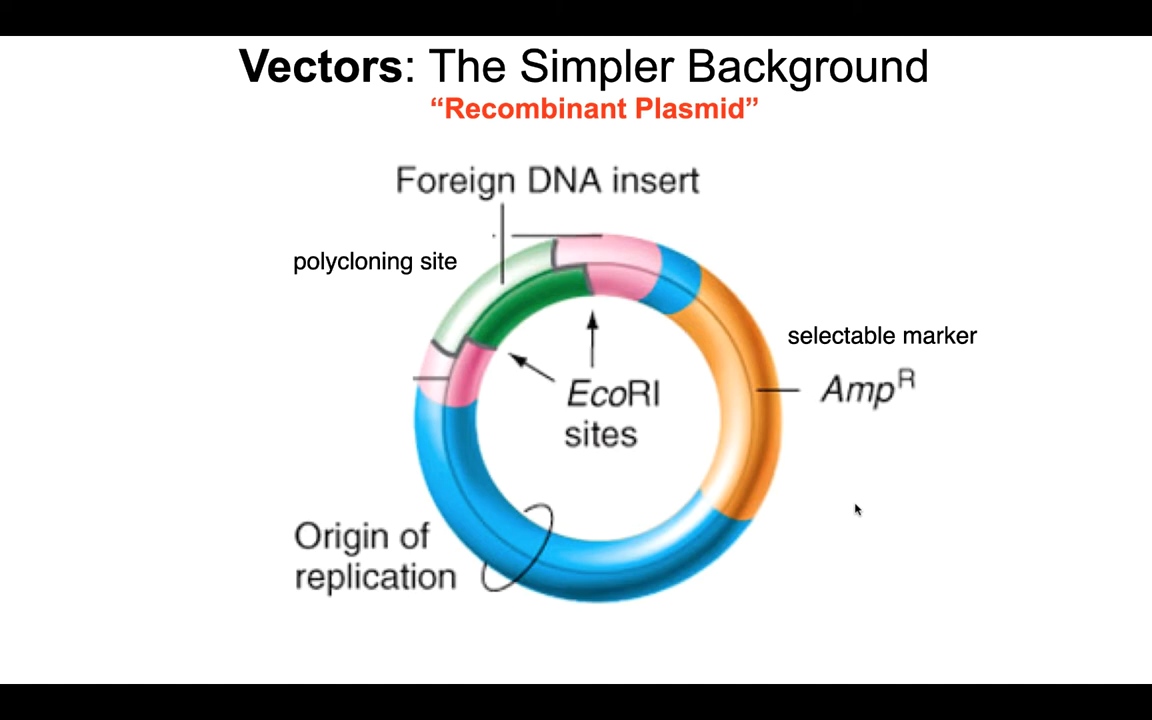 Vectors: The Simpler Background
“Recombinant Plasmid”
Foreign DNA insert
polycloning site
selectable marker
AmpR
EcoRI
sites
Origin of
replication